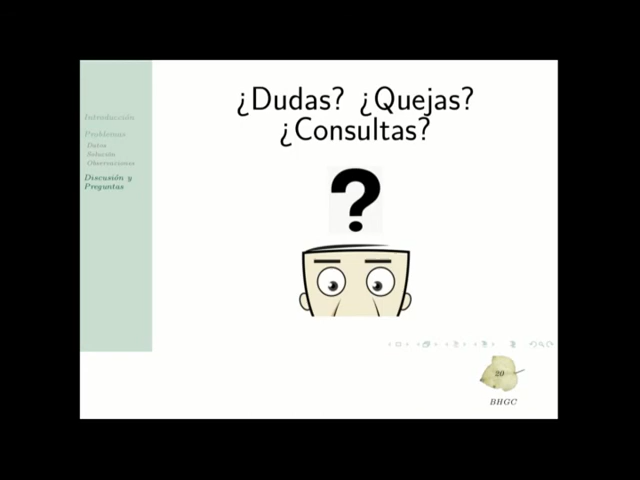 ¿Dudas? ¿Quejas?
¿Consultas?
Introducción
Problemas
Datos
Solución
Observaciones
Discusión y
Preguntas
?
20
BHGC